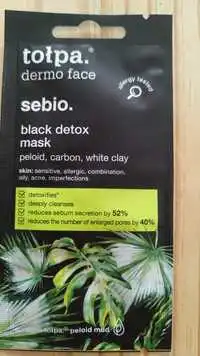 tołpa.®
dermo face
allergy tested
sebio.
black detox
mask
peloid, carbon, white clay
skin: sensitive, allergic, combination,
oily, acne, imperfections
detoxifies*
deeply cleanses
reduces sebum secretion by 52%
reduces the number of enlarged pores by 40%
tołpa.® peloid mud